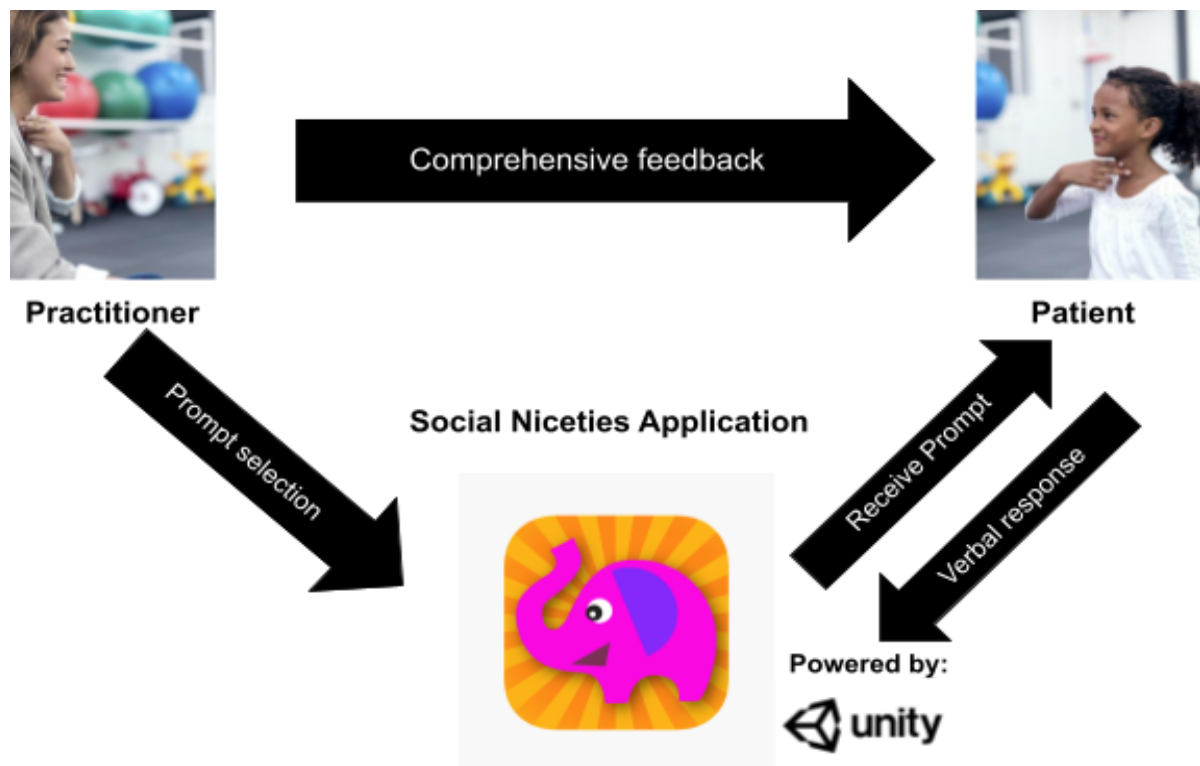 Comprehensive feedback
Practitioner
Patient
Prompt selection
Social Niceties Application
Receive Prompt
Verbal response
Powered by:
unity